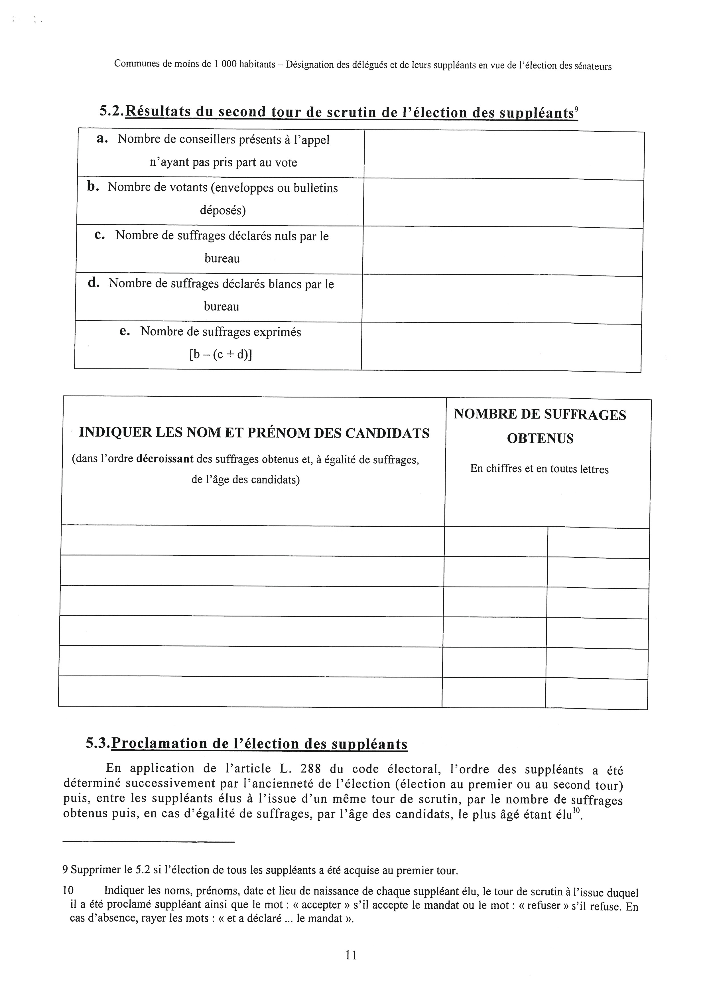 Communes de moins de 1 000 habitants – Désignation des délégués et de leurs suppléants en vue de l'élection des sénateurs
5.2.Résultats du second tour de scrutin de l'élection des suppléants9
a. Nombre de conseillers présents à l'appel
n'ayant pas pris part au vote
b. Nombre de votants (enveloppes ou bulletins
déposés)
c. Nombre de suffrages déclarés nuls par le
bureau
d. Nombre de suffrages déclarés blancs par le
bureau
e. Nombre de suffrages exprimés
[b – (c + d)]
INDIQUER LES NOM ET PRÉNOM DES CANDIDATS
(dans l'ordre décroissant des suffrages obtenus et, à égalité de suffrages,
de l'âge des candidats)
NOMBRE DE SUFFRAGES
OBTENUS
En chiffres et en toutes lettres
5.3.Proclamation de l'élection des suppléants
En application de l'article L. 288 du code électoral, l'ordre des suppléants a été
déterminé successivement par l'ancienneté de l'élection (élection au premier ou au second tour)
puis, entre les suppléants élus à l'issue d'un même tour de scrutin, par le nombre de suffrages
obtenus puis, en cas d'égalité de suffrages, par l'âge des candidats, le plus âgé étant élu10.
9 Supprimer le 5.2 si l'élection de tous les suppléants a été acquise au premier tour.
10 Indiquer les noms, prénoms, date et lieu de naissance de chaque suppléant élu, le tour de scrutin à l'issue duquel
il a été proclamé suppléant ainsi que le mot : « accepter » s'il accepte le mandat ou le mot : « refuser » s'il refuse. En
cas d'absence, rayer les mots : « et a déclaré ... le mandat ».
11